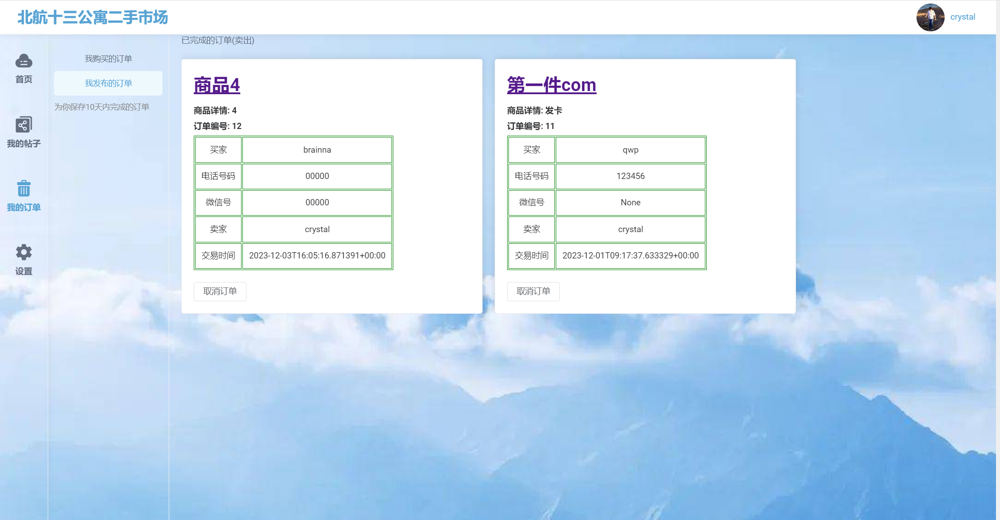 北航十三公寓二手市场
crystal
首页
我的帖子
我的订单
设置
我购买的订单
我发布的订单
为你保存10天内完成的订单
已完成的订单(卖出)
商品4
商品详情: 4
订单编号: 12
买家 brainna
电话号码 00000
微信号 00000
卖家 crystal
交易时间 2023-12-03T16:05:16.871391+00:00
取消订单
第一件com
商品详情: 发卡
订单编号: 11
买家 qwp
电话号码 123456
微信号 None
卖家 crystal
交易时间 2023-12-01T09:17:37.633329+00:00
取消订单